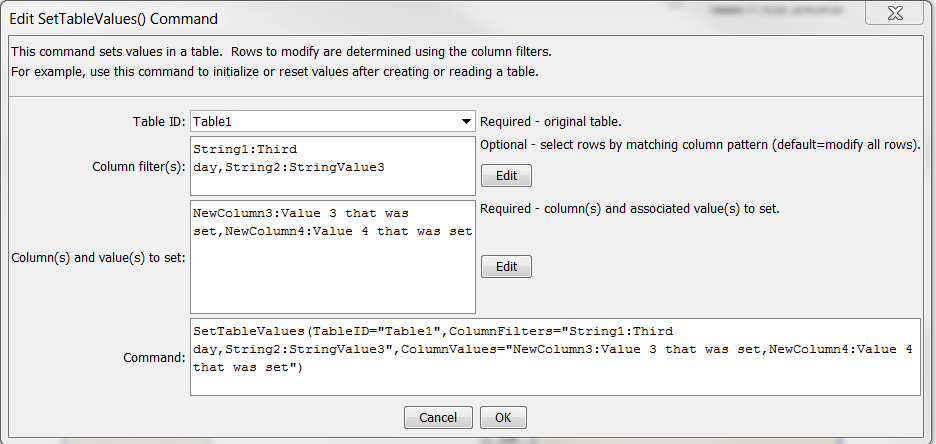 Edit SetTableValues() Command
This command sets values in a table. Rows to modify are determined using the column filters.
For example, use this command to initialize or reset values after creating or reading a table.
Table ID: Table1 Required - original table.
Column filter(s): String1:Third
day,String2:StringValue3
Optional - select rows by matching column pattern (default=modify all rows).
Edit
Column(s) and value(s) to set: NewColumn3:Value 3 that was
set,NewColumn4:Value 4 that was set
Required - column(s) and associated value(s) to set.
Edit
Command: SetTableValues(TableID="Table1",ColumnFilters="String1:Third
day,String2:StringValue3",ColumnValues="NewColumn3:Value 3 that was set,NewColumn4:Value 4
that was set")
Cancel OK